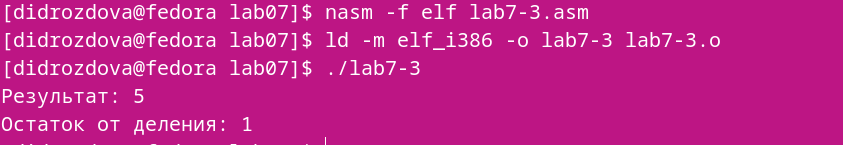 [didrozdova@fedora lab07]$ nasm -f elf lab7-3.asm
[didrozdova@fedora lab07]$ ld -m elf_i386 -o lab7-3 lab7-3.o
[didrozdova@fedora lab07]$ ./lab7-3
Результат: 5
Остаток от деления: 1